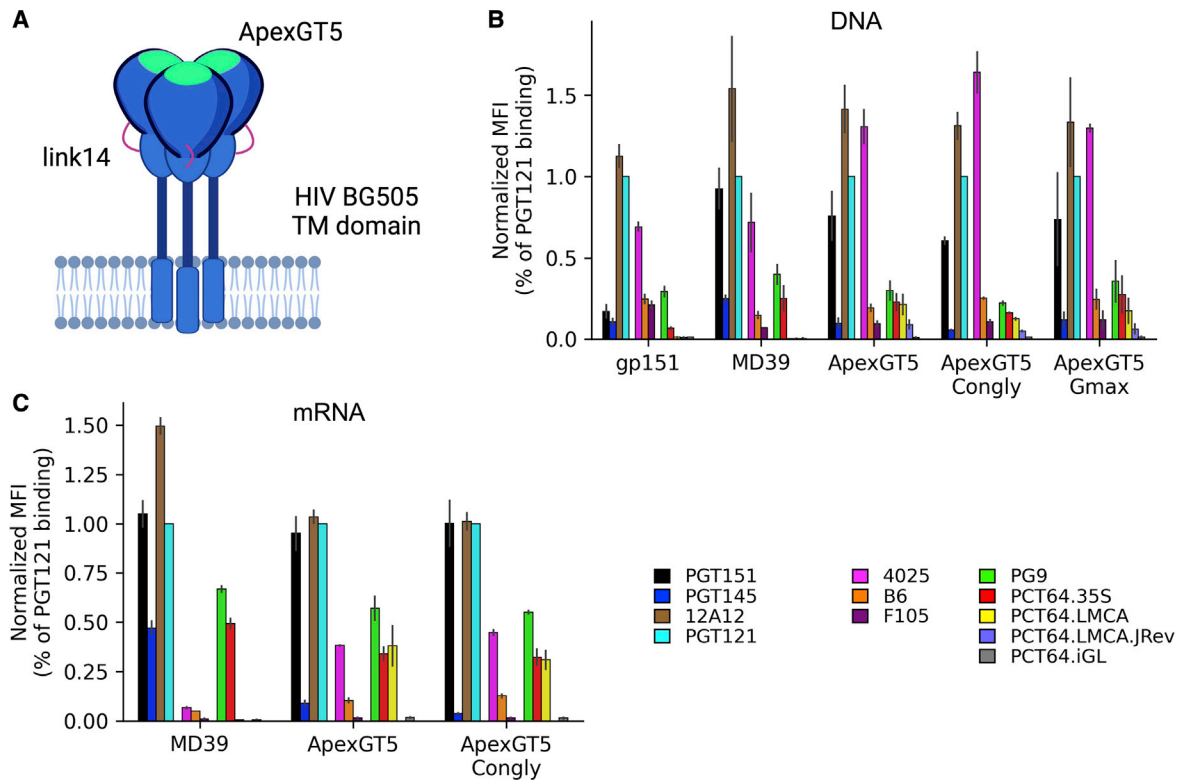 A
ApexGT5
link14
HIV BG505
TM domain
B
DNA
Normalized MFI
(% of PGT121 binding)
1.5
1.0
0.5
0.0
gp151
MD39
ApexGT5
ApexGT5
Congly
ApexGT5
Gmax
C
mRNA
Normalized MFI
(% of PGT121 binding)
1.50
1.25
1.00
0.75
0.50
0.25
0.00
MD39
ApexGT5
ApexGT5
Congly
PGT151
PGT145
12A12
PGT121
4025
B6
F105
PG9
PCT64.35S
PCT64.LMCA
PCT64.LMCA.JRev
PCT64.iGL